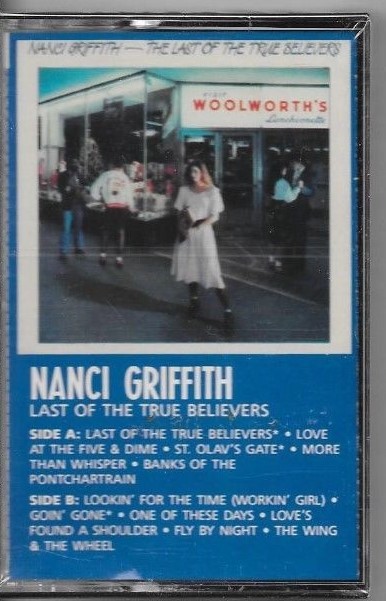 NANCI GRIFFITH — THE LAST OF THE TRUE BELIEVERS
VISIT
WOOLWORTH'S
Luncheonette
NANCI GRIFFITH
LAST OF THE TRUE BELIEVERS
SIDE A: LAST OF THE TRUE BELIEVERS* • LOVE
AT THE FIVE & DIME • ST. OLAV'S GATE* • MORE
THAN WHISPER • BANKS OF THE
PONTCHARTRAIN
SIDE B: LOOKIN' FOR THE TIME (WORKIN' GIRL) •
GOIN' GONE* • ONE OF THESE DAYS • LOVE'S
FOUND A SHOULDER • FLY BY NIGHT • THE WING
& THE WHEEL